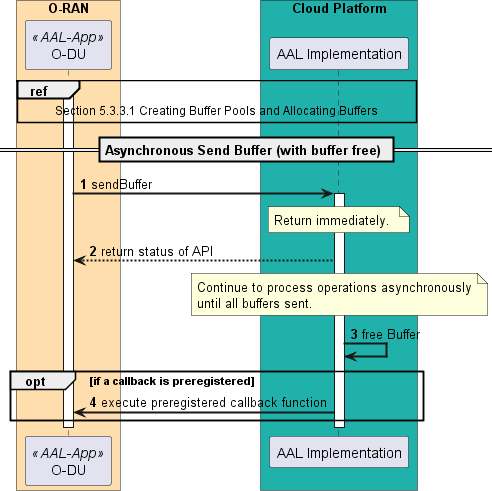 O-RAN
Cloud Platform
« AAL-App»
O-DU
AAL Implementation
ref
Section 5.3.3.1 Creating Buffer Pools and Allocating Buffers
Asynchronous Send Buffer (with buffer free)
1 sendBuffer
Return immediately.
2 return status of API
Continue to process operations asynchronously
until all buffers sent.
3 free Buffer
opt [if a callback is preregistered]
4 execute preregistered callback function
« AAL-App»
O-DU
AAL Implementation